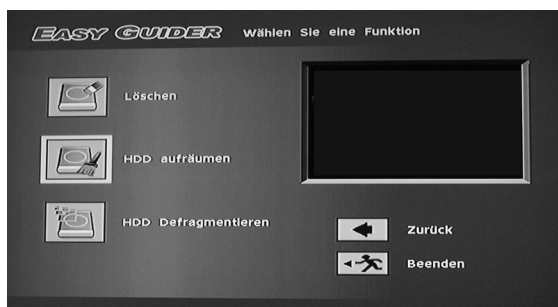 EASY GUIDER Wählen Sie eine Funktion
Löschen
HDD aufräumen
HDD Defragmentieren
Zurück
Beenden